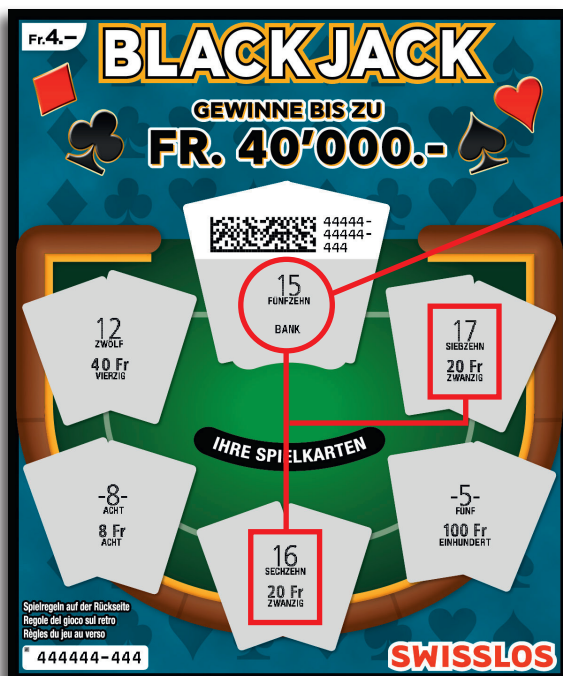 Fr.4.–
BLACKJACK
GEWINNE BIS ZU
FR. 40'000.-
44444-
44444-
444
15
FÜNFZEHN
BANK
12
ZWÖLF
40 Fr
VIERZIG
17
SIEBZEHN
20 Fr
ZWANZIG
IHRE SPIELKARTEN
-8-
ACHT
8 Fr
ACHT
16
SECHZEHN
20 Fr
ZWANZIG
-5-
FÜNF
100 Fr
EINHUNDERT
Spielregeln auf der Rückseite
Regole del gioco sul retro
Règles du jeu au verso
444444-444
SWISSLOS